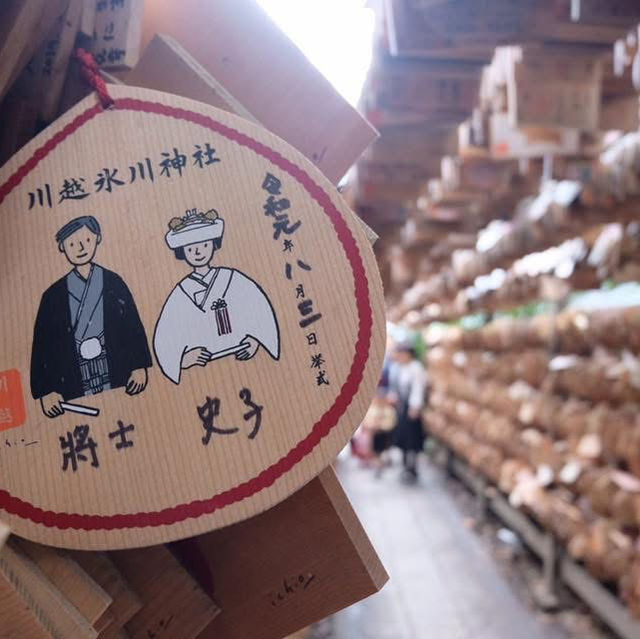 川越氷川神社
令和元年八月三日挙式
將士
史子
ichio